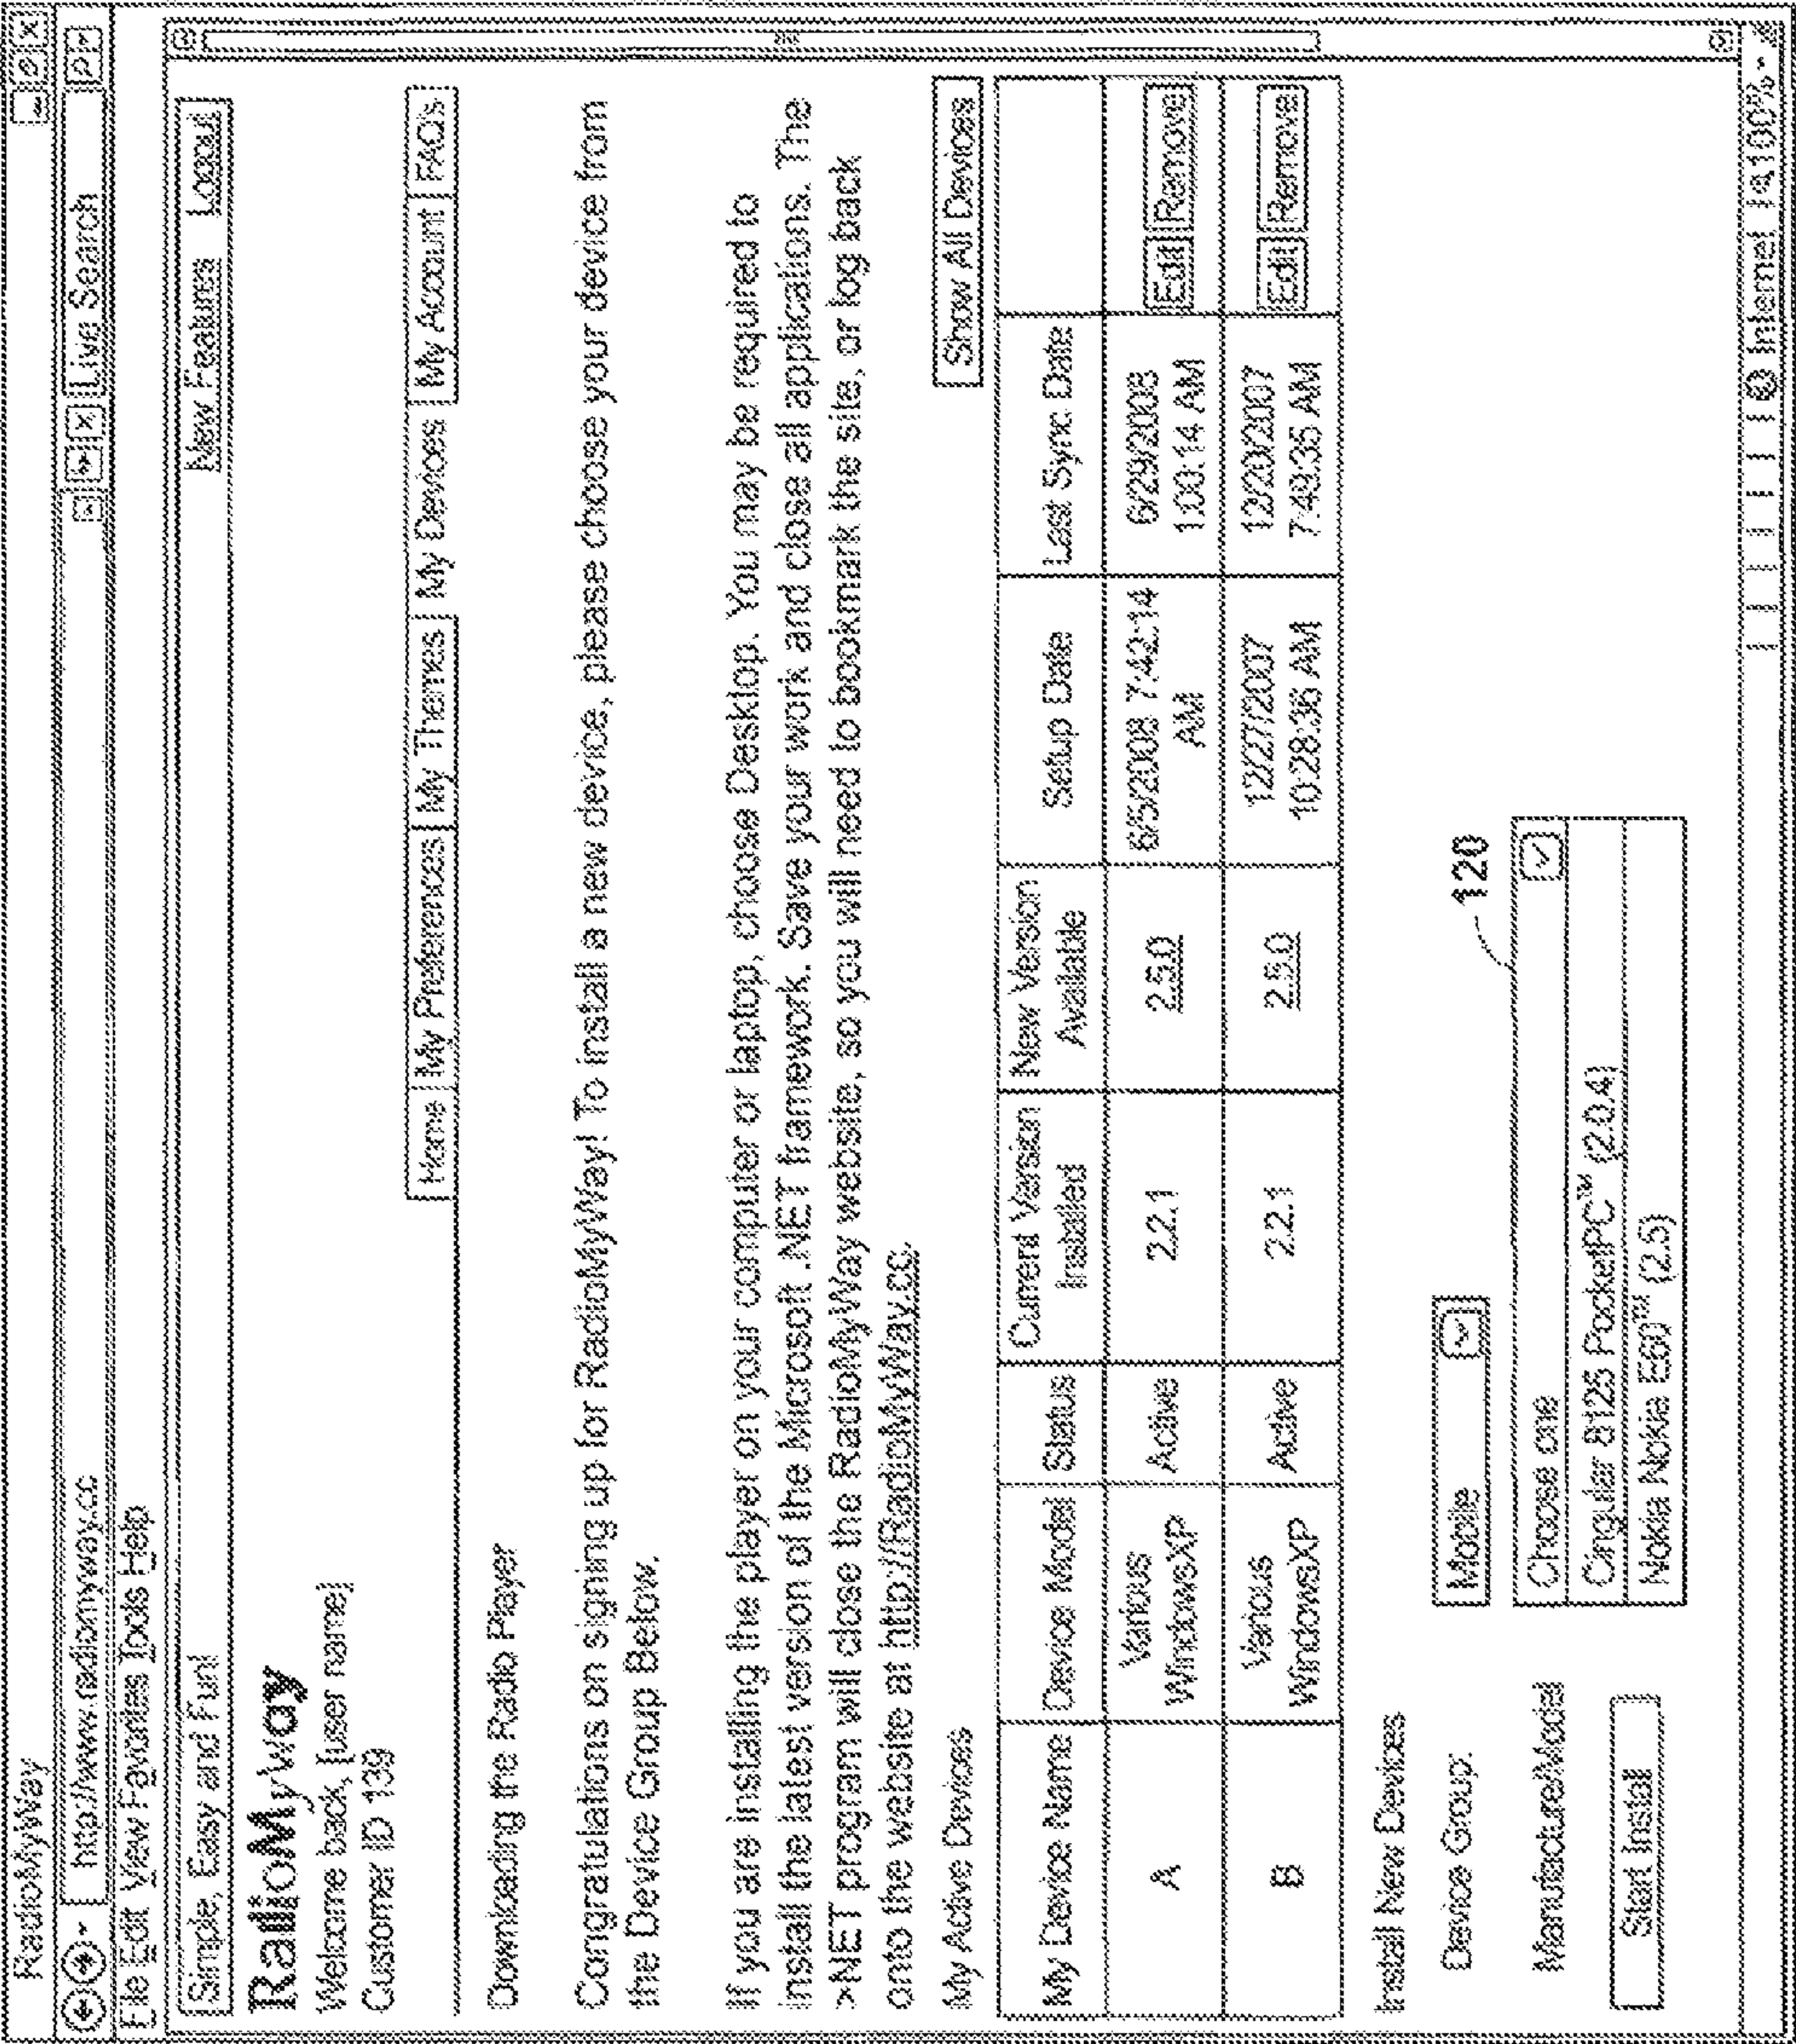 RadioMyWay
http://www.radiomyway.cc
Live Search
File Edit View Favorites Tools Help
Simple, Easy and Fun!
New Features Logout
RadioMyWay
Welcome back, [user name]
Customer ID 139
Home My Preferences My Themes My Devices My Account FAQ's
Downloading the Radio Player
Congratulations on signing up for RadioMyWay! To install a new device, please choose your device from
the Device Group Below.
If you are installing the player on your computer or laptop, choose Desktop. You may be required to
install the latest version of the Microsoft .NET framework. Save your work and close all applications. The
>NET program will close the RadioMyWay website, so you will need to bookmark the site, or log back
onto the website at http://RadioMyWay.cc.
My Active Devices
Show All Devices
My Device Name Device Model Status Current Version Installed New Version Available Setup Date Last Sync Date
A Various WindowsXP Active 2.2.1 2.5.0 6/5/2008 7:42:14 AM 6/29/2008 1:00:14 AM Edit Remove
B Various WindowsXP Active 2.2.1 2.5.0 12/27/2007 10:28:36 AM 12/20/2007 7:49:35 AM Edit Remove
Install New Devices
Device Group: Mobile
120
Manufacture/Model Choose one
Cingular 8125 PocketPC™ (2.0.4)
Nokia Nokia E60™ (2.5)
Start Install
Internet 100%